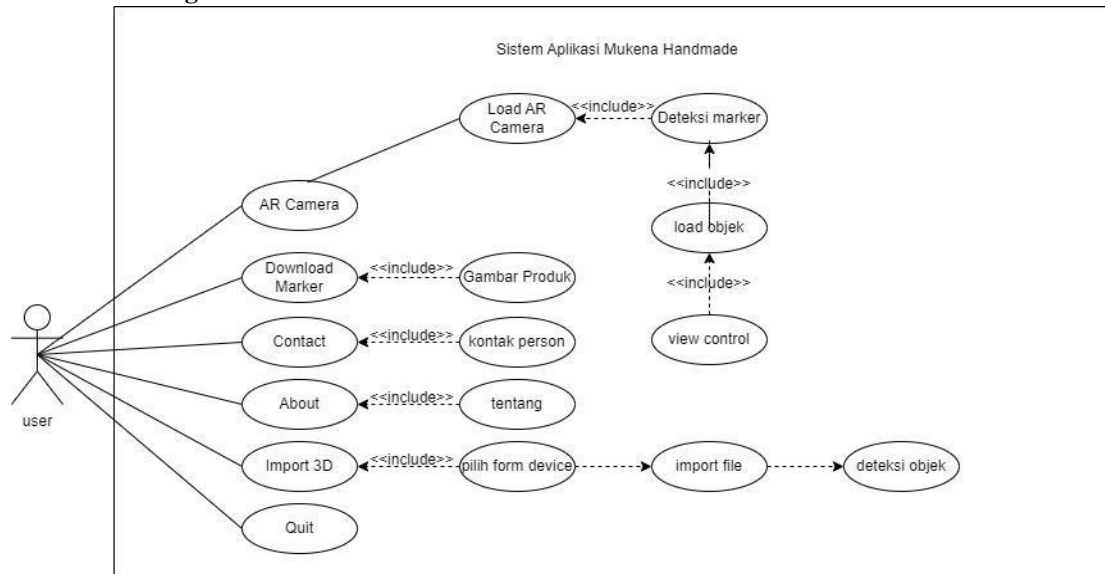 Sistem Aplikasi Mukena Handmade
Load AR
Camera
<<include>>
Deteksi marker
<<include>>
AR Camera
load objek
Download
Marker
<<include>>
Gambar Produk
<<include>>
Contact
<<include>>
kontak person
view control
About
<<include>>
tentang
user
Import 3D
<<include>>
pilih form device
import file
deteksi objek
Quit